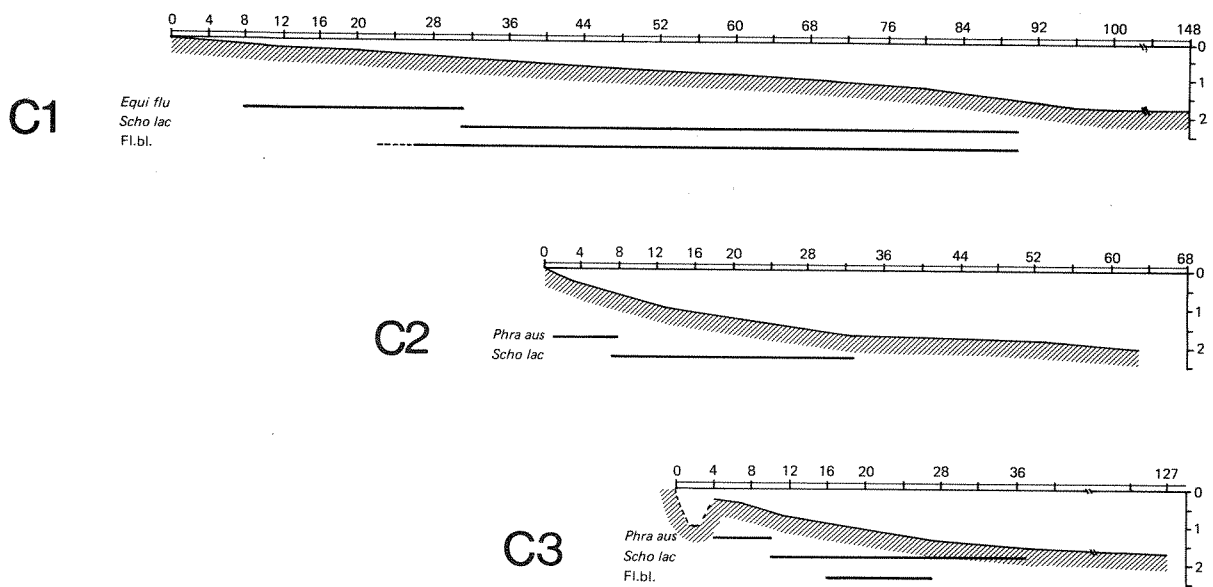 0 4 8 12 16 20 28 36 44 52 60 68 76 84 92 100 148
0
1
2
C1
Equi flu
Scho lac
Fl.bl.
0 4 8 12 16 20 28 36 44 52 60 68
0
1
2
C2
Phra aus
Scho lac
0 4 8 12 16 20 28 36 127
0
1
2
C3
Phra aus
Scho lac
Fl.bl.